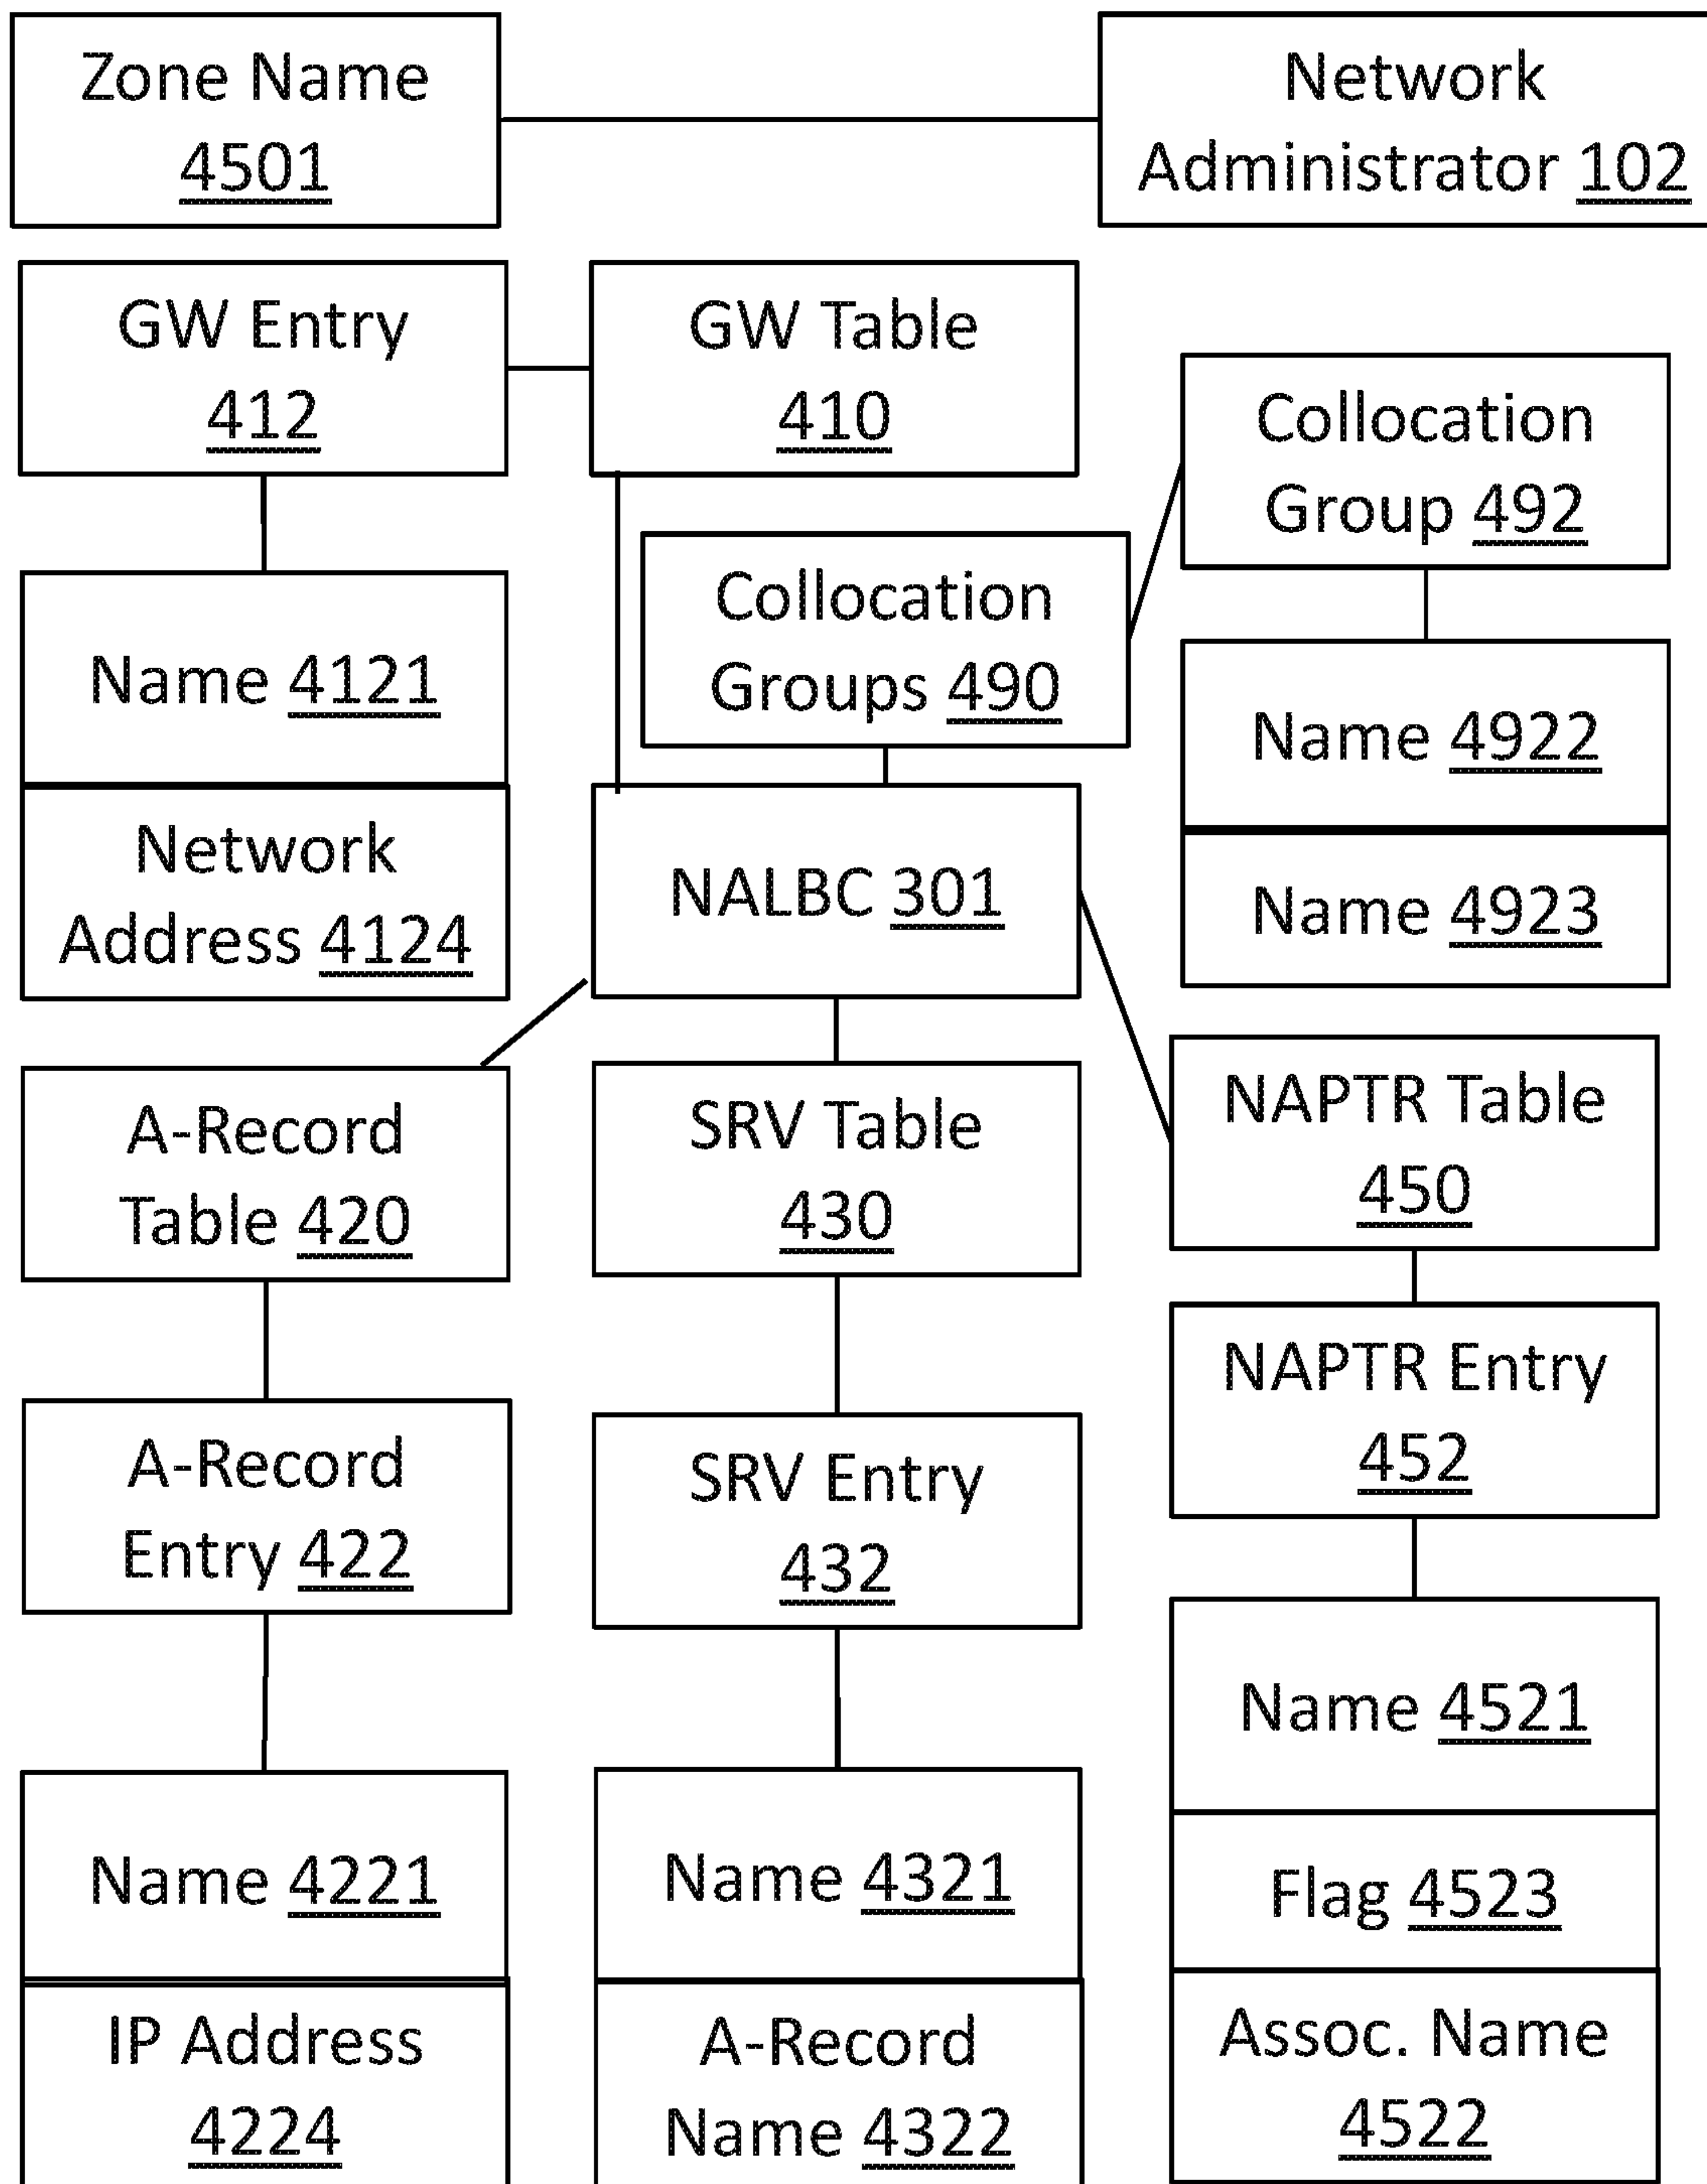 Zone Name
4501
Network
Administrator 102
GW Entry
412
GW Table
410
Collocation
Group 492
Collocation
Groups 490
Name 4121
Network
Address 4124
Name 4922
Name 4923
NALBC 301
A-Record
Table 420
SRV Table
430
NAPTR Table
450
A-Record
Entry 422
SRV Entry
432
NAPTR Entry
452
Name 4221
IP Address
4224
Name 4321
A-Record
Name 4322
Name 4521
Flag 4523
Assoc. Name
4522